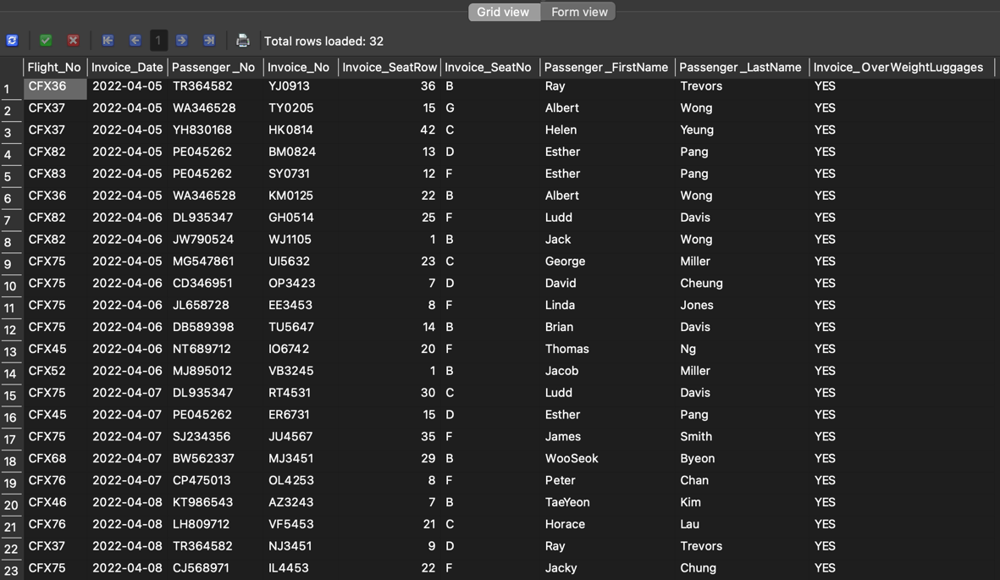 Grid view Form view
1 Total rows loaded: 32
Flight_No Invoice_Date Passenger _No Invoice_No Invoice_SeatRow Invoice_SeatNo Passenger _FirstName Passenger _LastName Invoice_OverWeightLuggages
1 CFX36 2022-04-05 TR364582 YJ0913 36 B Ray Trevors YES
2 CFX37 2022-04-05 WA346528 TY0205 15 G Albert Wong YES
3 CFX37 2022-04-05 YH830168 HK0814 42 C Helen Yeung YES
4 CFX82 2022-04-05 PE045262 BM0824 13 D Esther Pang YES
5 CFX83 2022-04-05 PE045262 SY0731 12 F Esther Pang YES
6 CFX36 2022-04-05 WA346528 KM0125 22 B Albert Wong YES
7 CFX82 2022-04-06 DL935347 GH0514 25 F Ludd Davis YES
8 CFX82 2022-04-06 JW790524 WJ1105 1 B Jack Wong YES
9 CFX75 2022-04-05 MG547861 UI5632 23 C George Miller YES
10 CFX75 2022-04-06 CD346951 OP3423 7 D David Cheung YES
11 CFX75 2022-04-06 JL658728 EE3453 8 F Linda Jones YES
12 CFX75 2022-04-06 DB589398 TU5647 14 B Brian Davis YES
13 CFX45 2022-04-06 NT689712 IO6742 20 F Thomas Ng YES
14 CFX52 2022-04-06 MJ895012 VB3245 1 B Jacob Miller YES
15 CFX75 2022-04-07 DL935347 RT4531 30 C Ludd Davis YES
16 CFX45 2022-04-07 PE045262 ER6731 15 D Esther Pang YES
17 CFX75 2022-04-07 SJ234356 JU4567 35 F James Smith YES
18 CFX68 2022-04-07 BW562337 MJ3451 29 B WooSeok Byeon YES
19 CFX76 2022-04-07 CP475013 OL4253 8 F Peter Chan YES
20 CFX46 2022-04-08 KT986543 AZ3243 7 B TaeYeon Kim YES
21 CFX76 2022-04-08 LH809712 VF5453 21 C Horace Lau YES
22 CFX37 2022-04-08 TR364582 NJ3451 9 D Ray Trevors YES
23 CFX75 2022-04-08 CJ568971 IL4453 22 F Jacky Chung YES